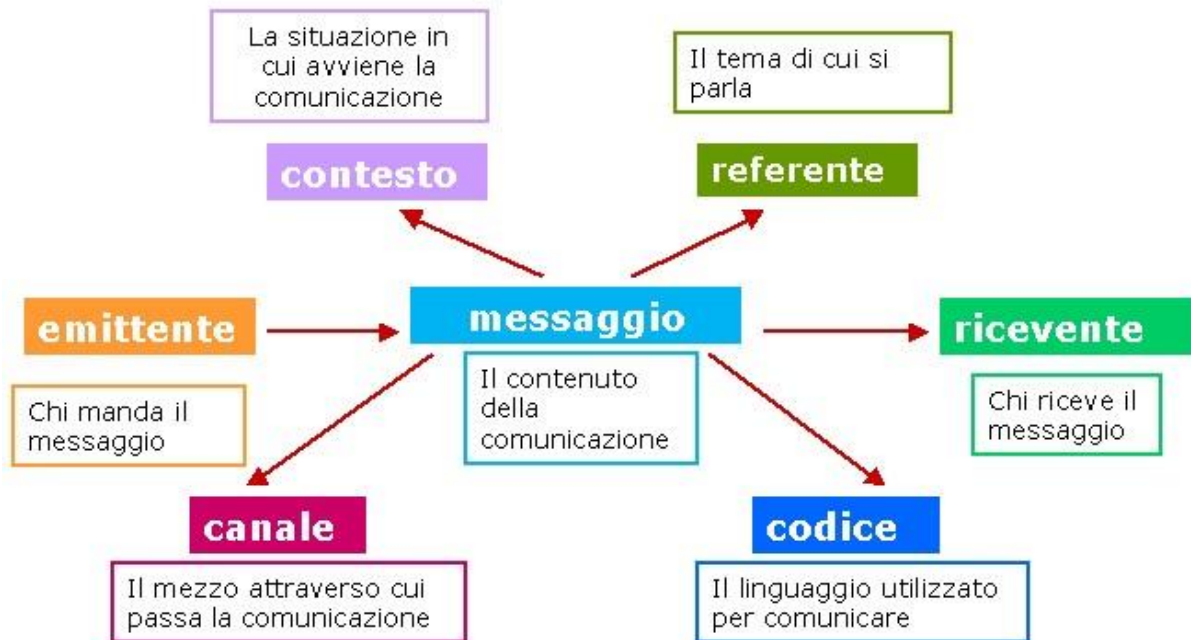 La situazione in
cui avviene la
comunicazione
contesto
Il tema di cui si
parla
referente
emittente
Chi manda il
messaggio
messaggio
Il contenuto
della
comunicazione
ricevente
Chi riceve il
messaggio
canale
Il mezzo attraverso cui
passa la comunicazione
codice
Il linguaggio utilizzato
per comunicare